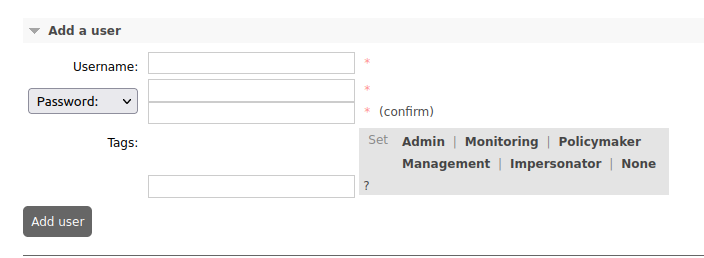 Add a user
Username: *
Password: *
* (confirm)
Tags: Set Admin | Monitoring | Policymaker
Management | Impersonator | None
?
Add user